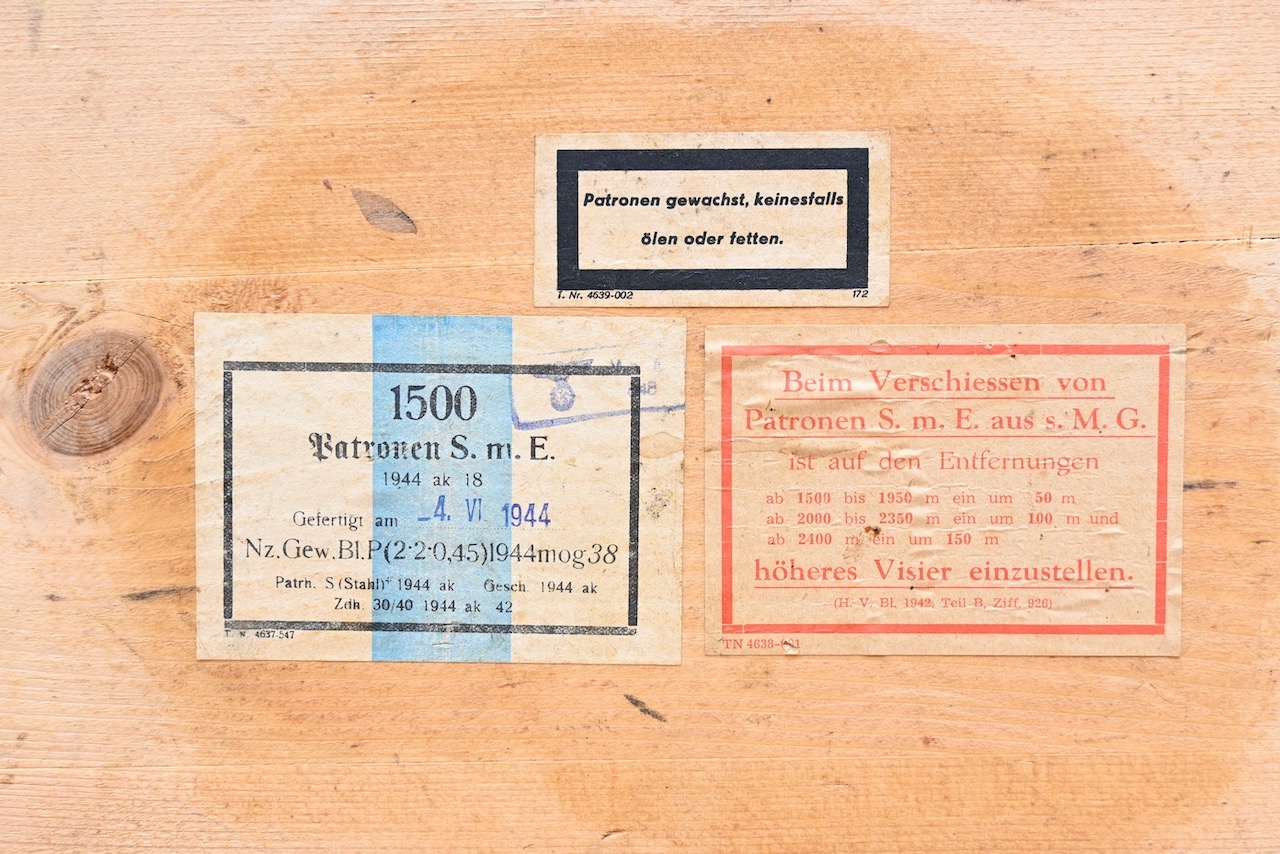 Patronen gewachst, keinesfalls
ölen oder fetten.
T. Nr. 4639-002 172
1500
Patronen S. m. E.
1944 ak 18
Gefertigt am -4. VI 1944
Nz.Gew.Bl.P(2·2·0,45)1944mog38
Patrh. S (Stahl)⁺ 1944 ak Gesch. 1944 ak
Zdh. 30/40 1944 ak 42
T. N. 4637-547
Beim Verschiessen von
Patronen S. m. E. aus s. M. G.
ist auf den Entfernungen
ab 1500 bis 1950 m ein um 50 m
ab 2000 bis 2350 m ein um 100 m und
ab 2400 m ein um 150 m
höheres Visier einzustellen.
(H. V. Bl. 1942, Teil B, Ziff. 926)
TN 4638-001